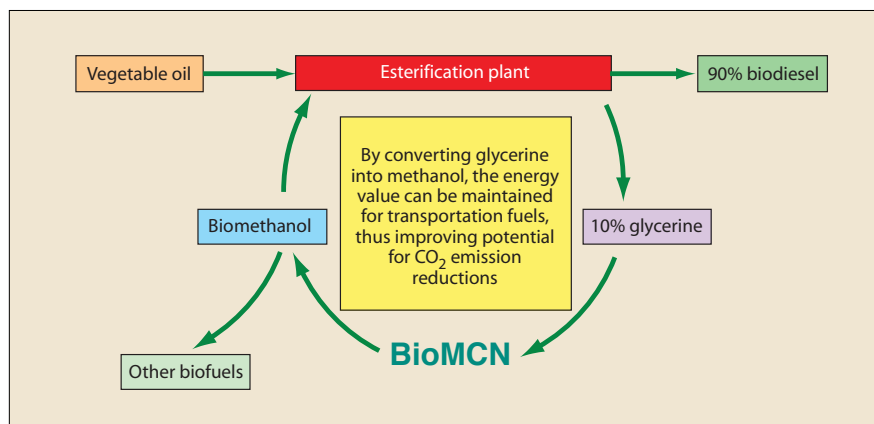 Vegetable oil
Esterification plant
90% biodiesel
By converting glycerine
into methanol, the energy
value can be maintained
for transportation fuels,
thus improving potential
for CO₂ emission
reductions
Biomethanol
10% glycerine
BioMCN
Other biofuels